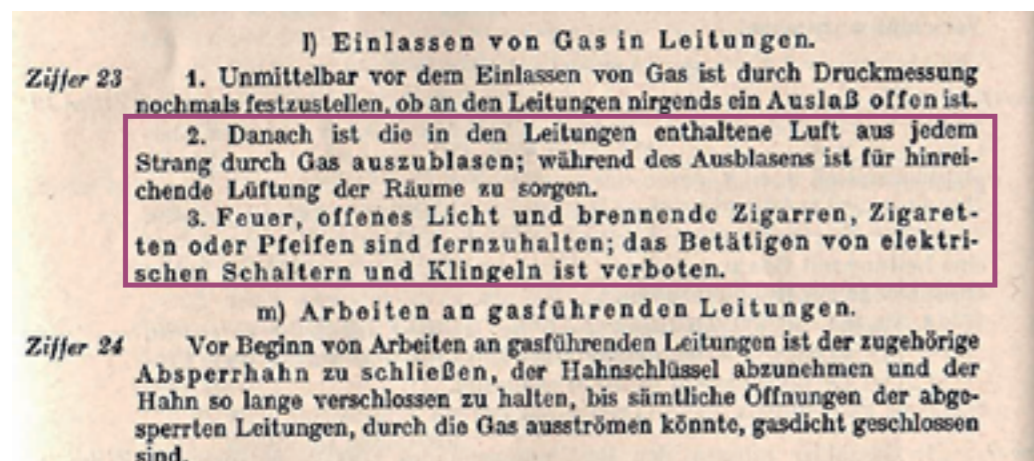 l) Einlassen von Gas in Leitungen.
Ziffer 23 1. Unmittelbar vor dem Einlassen von Gas ist durch Druckmessung
nochmals festzustellen, ob an den Leitungen nirgends ein Auslaß offen ist.
2. Danach ist die in den Leitungen enthaltene Luft aus jedem
Strang durch Gas auszublasen; während des Ausblasens ist für hinrei-
chende Lüftung der Räume zu sorgen.
3. Feuer, offenes Licht und brennende Zigarren, Zigaret-
ten oder Pfeifen sind fernzuhalten; das Betätigen von elektri-
schen Schaltern und Klingeln ist verboten.
m) Arbeiten an gasführenden Leitungen.
Ziffer 24 Vor Beginn von Arbeiten an gasführenden Leitungen ist der zugehörige
Absperrhahn zu schließen, der Hahnschlüssel abzunehmen und der
Hahn so lange verschlossen zu halten, bis sämtliche Öffnungen der abge-
sperrten Leitungen, durch die Gas ausströmen könnte, gasdicht geschlossen
sind.